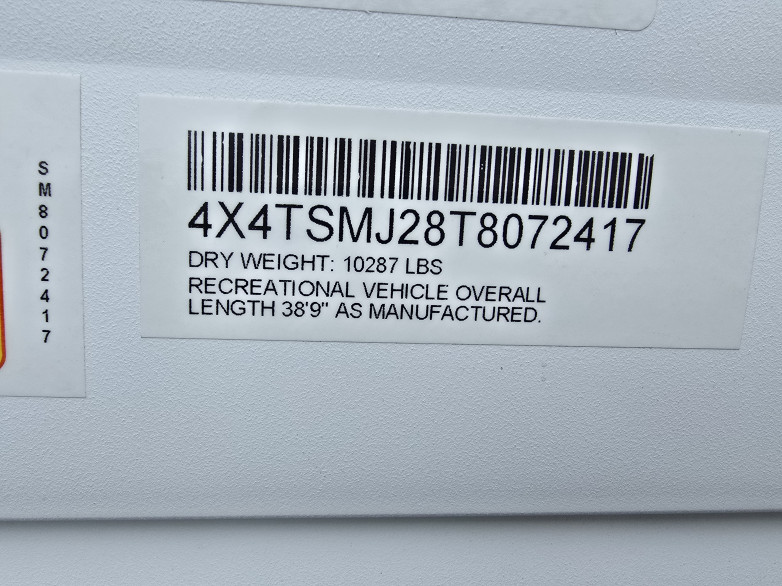 SM8072417
4X4TSMJ28T8072417
DRY WEIGHT: 10287 LBS
RECREATIONAL VEHICLE OVERALL
LENGTH 38'9" AS MANUFACTURED.